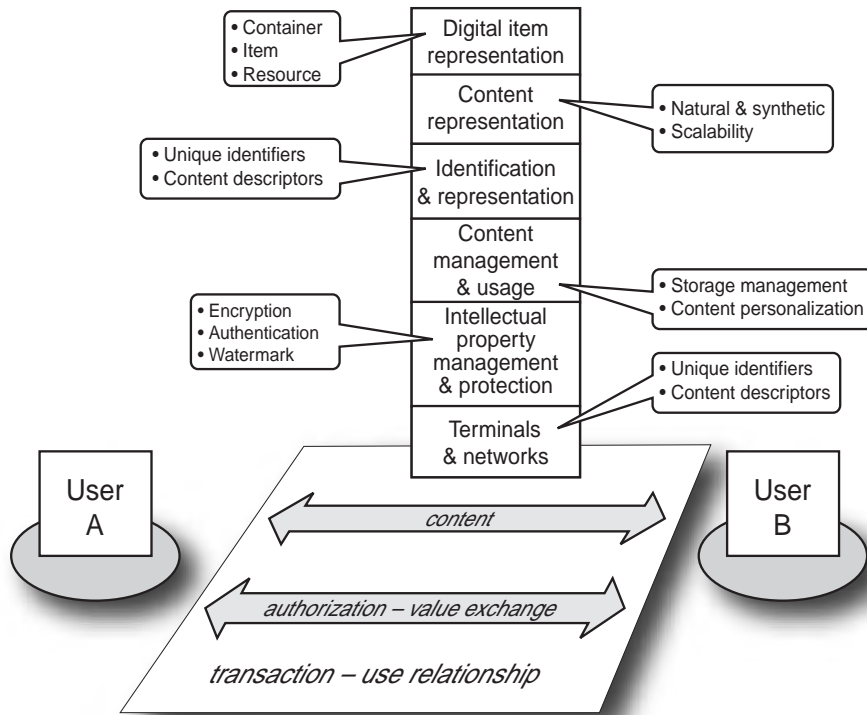 • Container
• Item
• Resource
Digital item
representation
Content
representation
• Natural & synthetic
• Scalability
• Unique identifiers
• Content descriptors
Identification
& representation
Content
management
& usage
• Storage management
• Content personalization
• Encryption
• Authentication
• Watermark
Intellectual
property
management
& protection
• Unique identifiers
• Content descriptors
Terminals
& networks
User
A
User
B
content
authorization – value exchange
transaction – use relationship